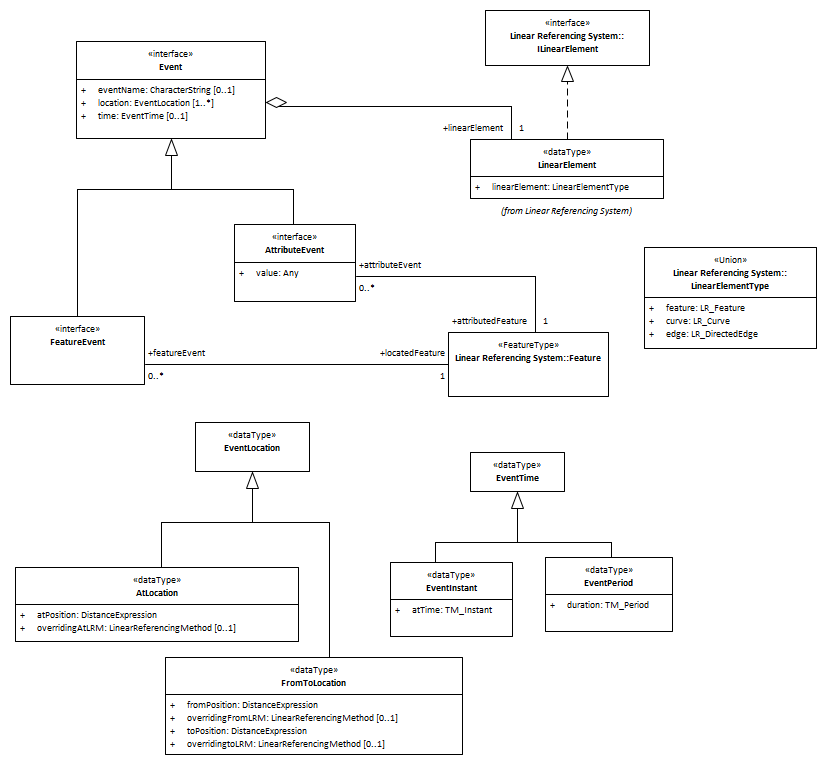 «interface»
Linear Referencing System::
ILinearElement
«interface»
Event
+ eventName: CharacterString [0..1]
+ location: EventLocation [1..*]
+ time: EventTime [0..1]
+linearElement 1
«dataType»
LinearElement
+ linearElement: LinearElementType
(from Linear Referencing System)
«interface»
AttributeEvent
+ value: Any
+attributeEvent
0..*
«Union»
Linear Referencing System::
LinearElementType
+ feature: LR_Feature
+ curve: LR_Curve
+ edge: LR_DirectedEdge
+attributedFeature 1
«interface»
FeatureEvent
«FeatureType»
Linear Referencing System::Feature
+featureEvent
+locatedFeature
0..*
1
«dataType»
EventLocation
«dataType»
EventTime
«dataType»
AtLocation
+ atPosition: DistanceExpression
+ overridingAtLRM: LinearReferencingMethod [0..1]
«dataType»
EventInstant
+ atTime: TM_Instant
«dataType»
EventPeriod
+ duration: TM_Period
«dataType»
FromToLocation
+ fromPosition: DistanceExpression
+ overridingFromLRM: LinearReferencingMethod [0..1]
+ toPosition: DistanceExpression
+ overridingtoLRM: LinearReferencingMethod [0..1]